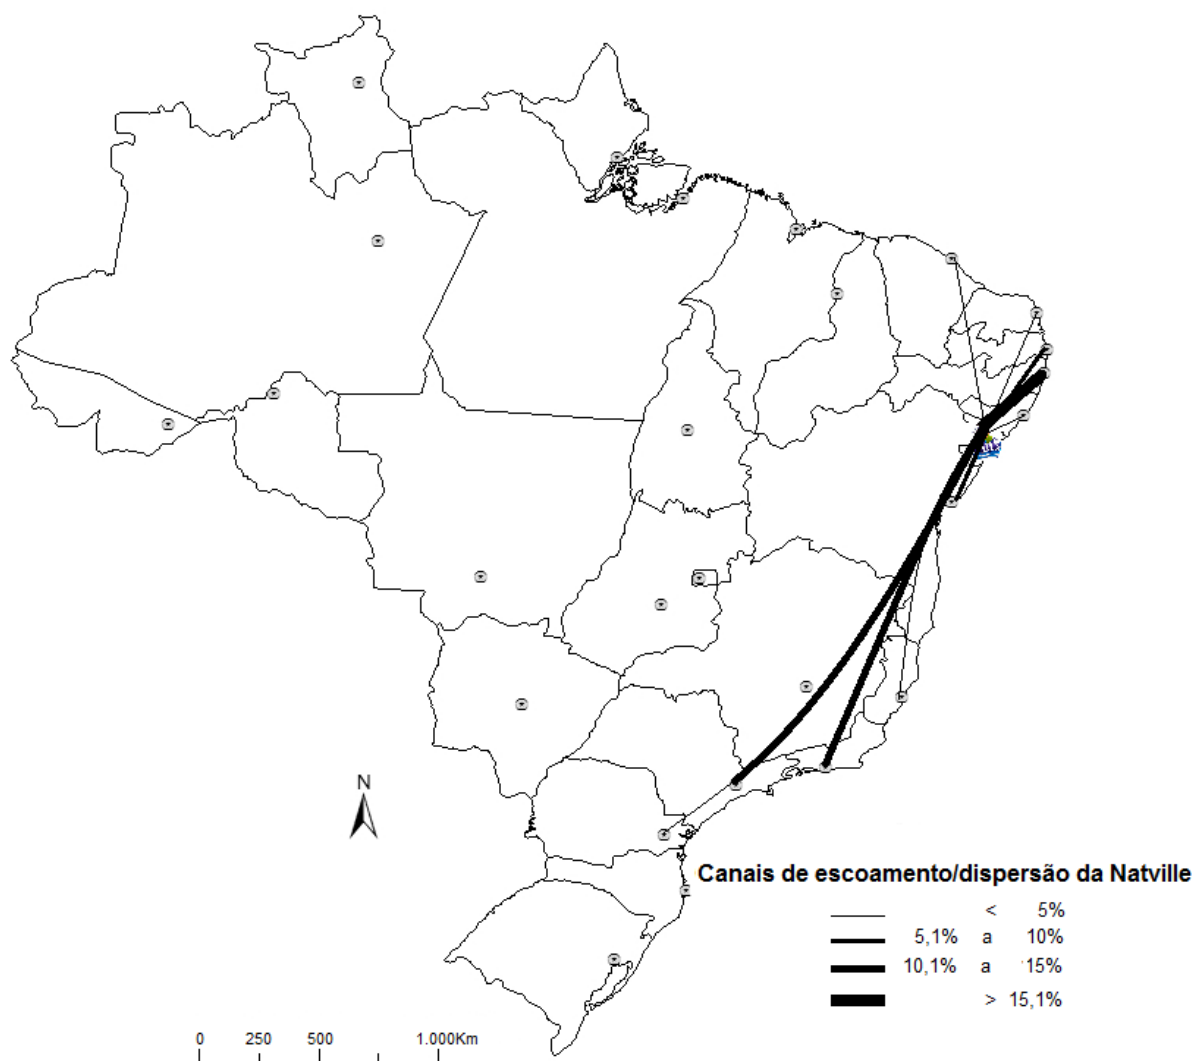 N
Canais de escoamento/dispersão da Natville
< 5%
5,1% a 10%
10,1% a 15%
> 15,1%
0 250 500 1.000Km